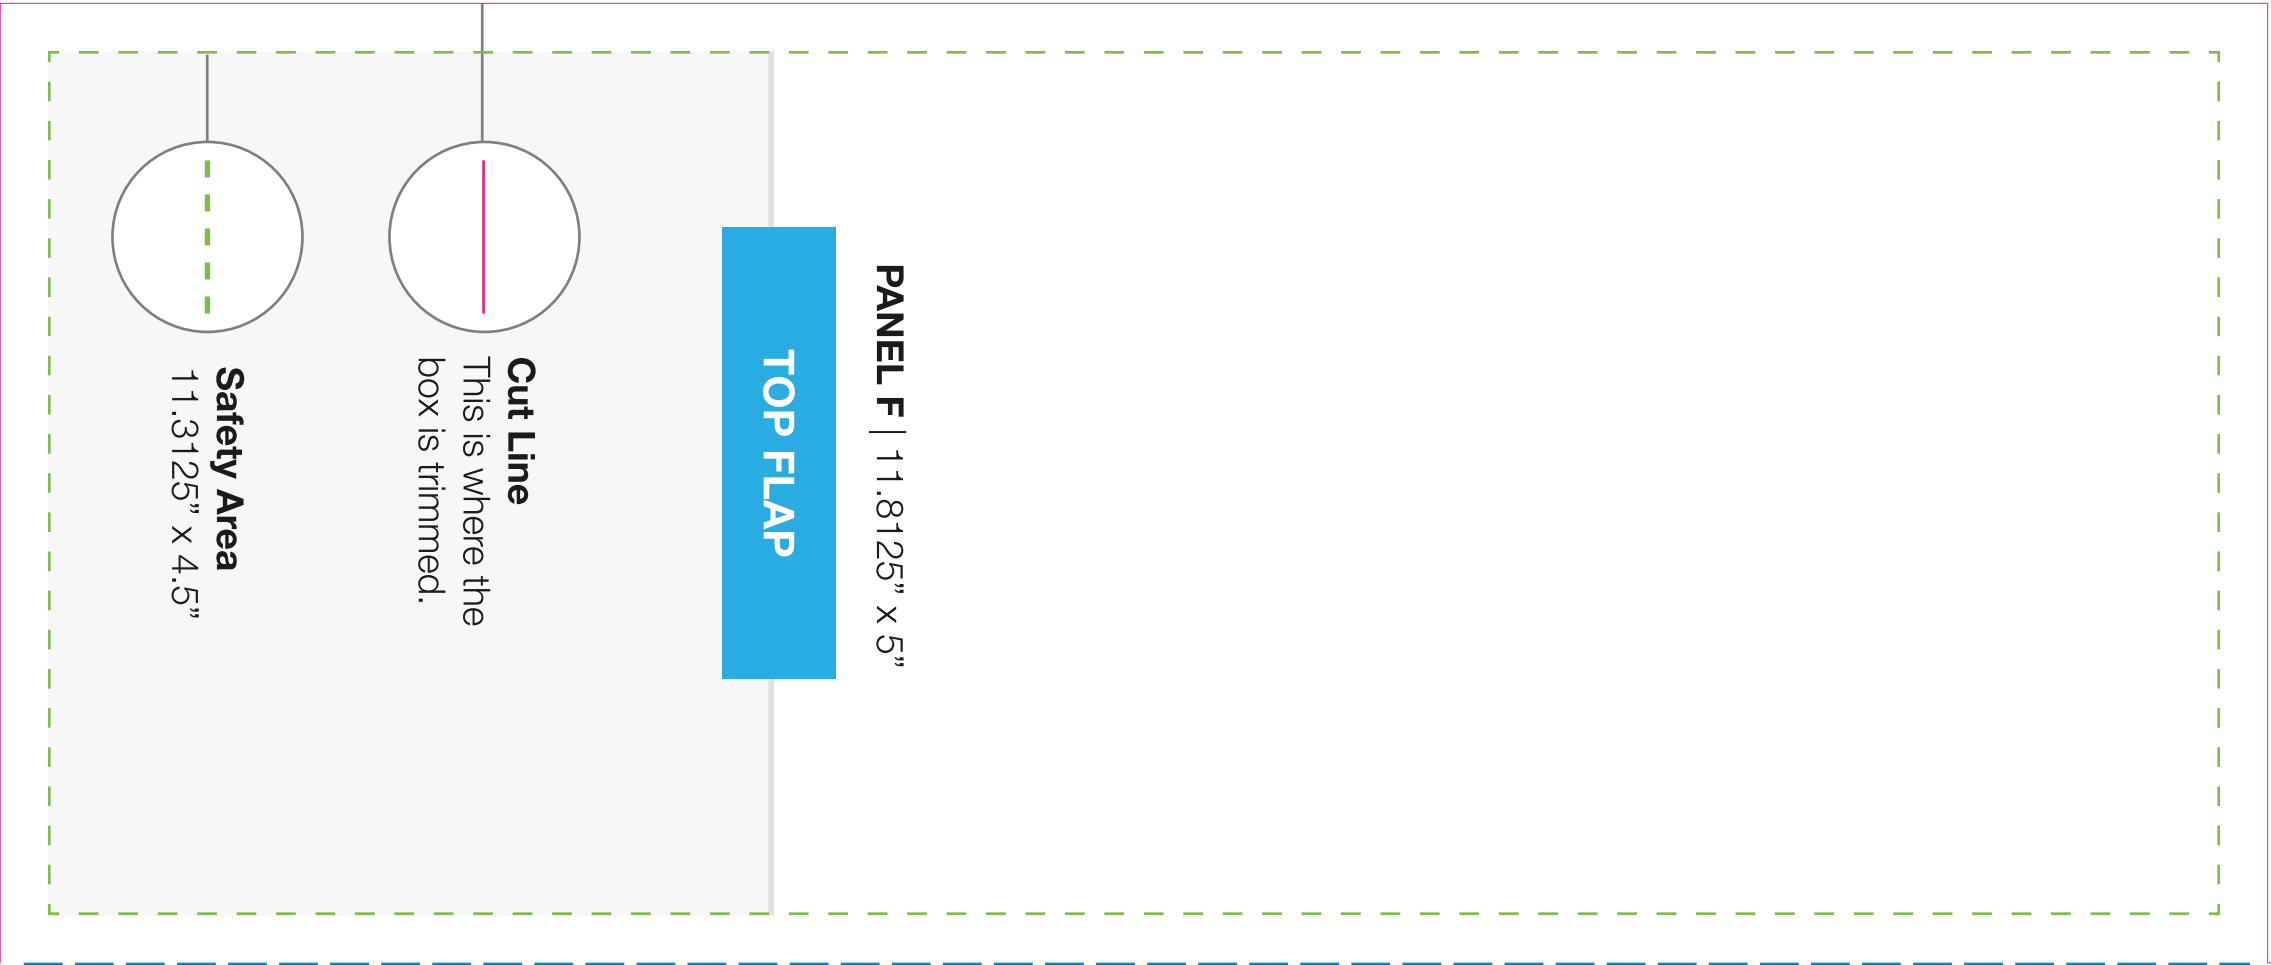 Safety Area
11.3125” x 4.5”
Cut Line
This is where the
box is trimmed.
TOP FLAP
PANEL F | 11.8125” x 5”